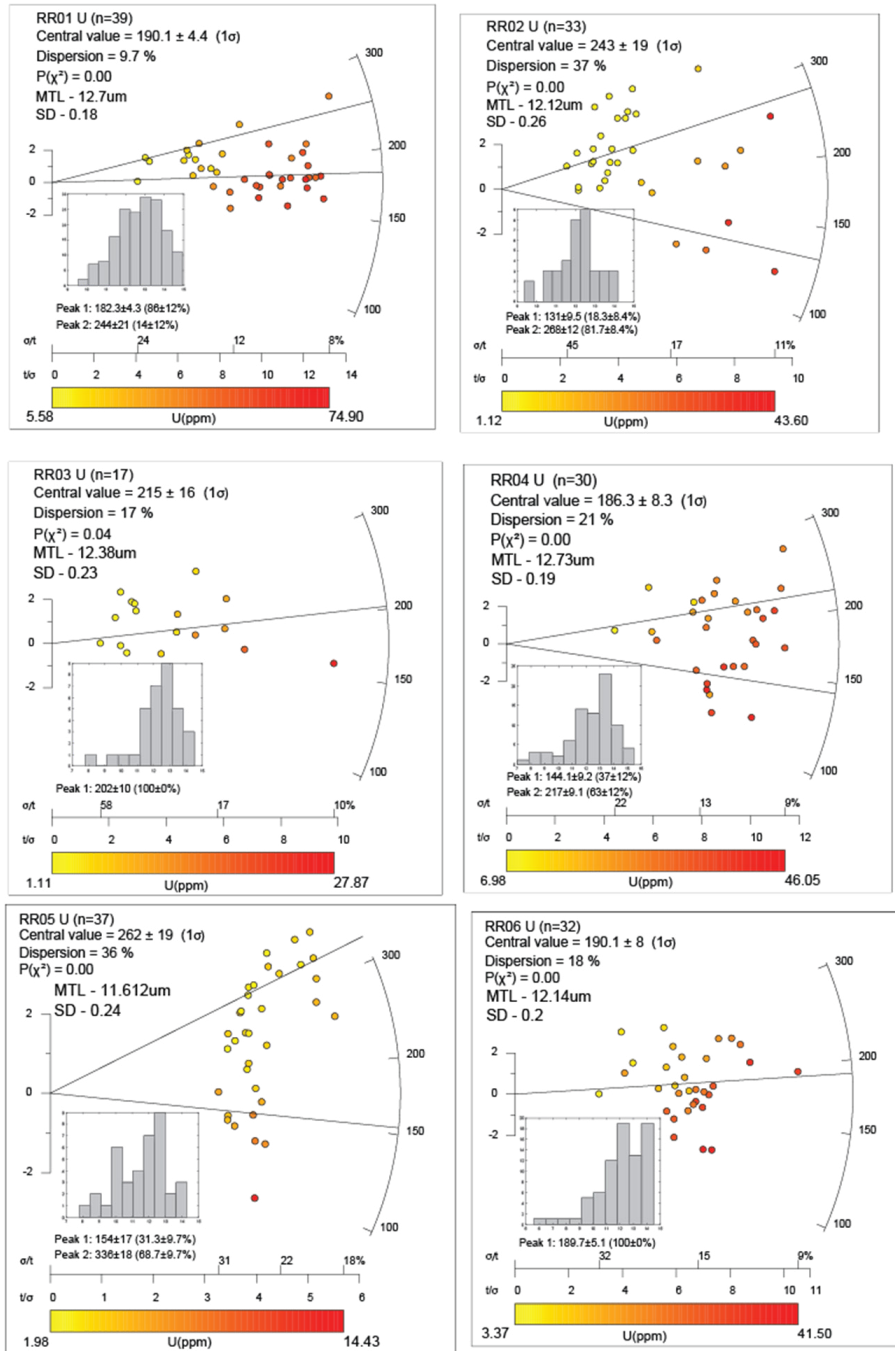 RR01 U (n=39)
Central value = 190.1 ± 4.4 (1σ)
Dispersion = 9.7 %
P(χ²) = 0.00
MTL - 12.7um
SD - 0.18
300
200
150
100
2
0
-2
Peak 1: 182.3±4.3 (86±12%)
Peak 2: 244±21 (14±12%)
σ/t 24 12 8%
t/σ 0 2 4 6 8 10 12 14
5.58 U(ppm) 74.90
RR02 U (n=33)
Central value = 243 ± 19 (1σ)
Dispersion = 37 %
P(χ²) = 0.00
MTL - 12.12um
SD - 0.26
300
200
150
100
2
0
-2
Peak 1: 131±9.5 (18.3±8.4%)
Peak 2: 268±12 (81.7±8.4%)
σ/t 45 17 11%
t/σ 0 2 4 6 8 10
1.12 U(ppm) 43.60
RR03 U (n=17)
Central value = 215 ± 16 (1σ)
Dispersion = 17 %
P(χ²) = 0.04
MTL - 12.38um
SD - 0.23
300
200
150
100
2
0
-2
Peak 1: 202±10 (100±0%)
σ/t 58 17 10%
t/σ 0 2 4 6 8 10
1.11 U(ppm) 27.87
RR04 U (n=30)
Central value = 186.3 ± 8.3 (1σ)
Dispersion = 21 %
P(χ²) = 0.00
MTL - 12.73um
SD - 0.19
300
200
150
100
2
0
-2
Peak 1: 144.1±9.2 (37±12%)
Peak 2: 217±9.1 (63±12%)
σ/t 22 13 9%
t/σ 0 2 4 6 8 10 12
6.98 U(ppm) 46.05
RR05 U (n=37)
Central value = 262 ± 19 (1σ)
Dispersion = 36 %
P(χ²) = 0.00
MTL - 11.612um
SD - 0.24
300
200
150
100
2
0
-2
Peak 1: 154±17 (31.3±9.7%)
Peak 2: 336±18 (68.7±9.7%)
σ/t 31 22 18%
t/σ 0 1 2 3 4 5 6
1.98 U(ppm) 14.43
RR06 U (n=32)
Central value = 190.1 ± 8 (1σ)
Dispersion = 18 %
P(χ²) = 0.00
MTL - 12.14um
SD - 0.2
300
200
150
100
2
0
-2
Peak 1: 189.7±5.1 (100±0%)
σ/t 32 15 9%
t/σ 0 2 4 6 8 10 11
3.37 U(ppm) 41.50